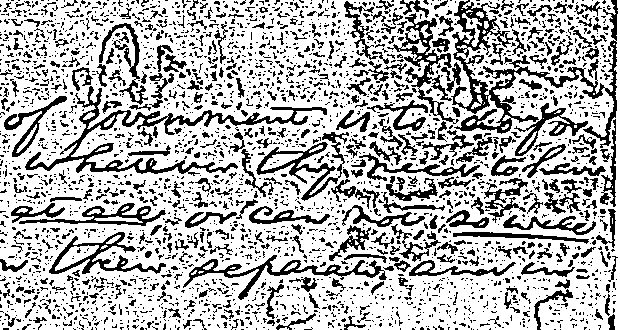 of government, is to do for
whatever they need to have
at all, or can not, so well
their separate, and in=